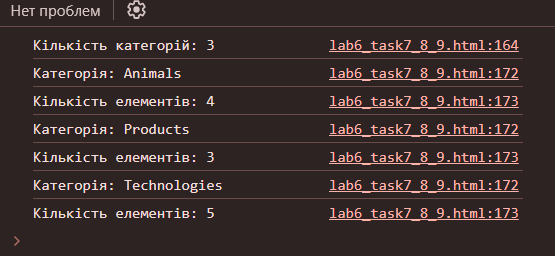 Нет проблем
Кількість категорій: 3 lab6_task7_8_9.html:164
Категорія: Animals lab6_task7_8_9.html:172
Кількість елементів: 4 lab6_task7_8_9.html:173
Категорія: Products lab6_task7_8_9.html:172
Кількість елементів: 3 lab6_task7_8_9.html:173
Категорія: Technologies lab6_task7_8_9.html:172
Кількість елементів: 5 lab6_task7_8_9.html:173